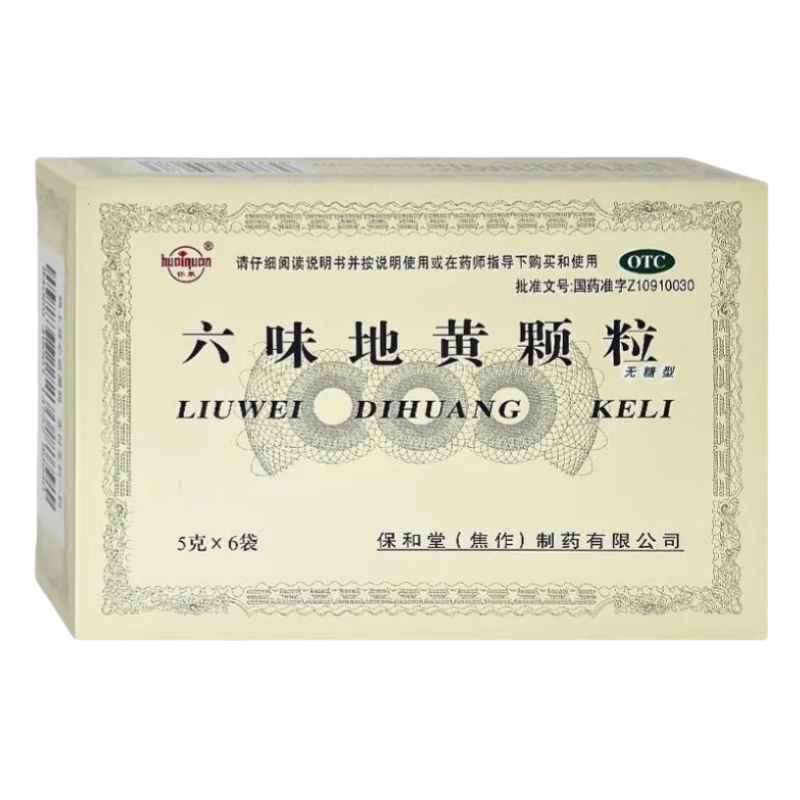 huaiquan®
怀泉
请仔细阅读说明书并按说明使用或在药师指导下购买和使用
OTC
批准文号:国药准字Z10910030
六味地黄颗粒
无糖型
LIUWEI DIHUANG KELI
5克×6袋
保和堂(焦作)制药有限公司